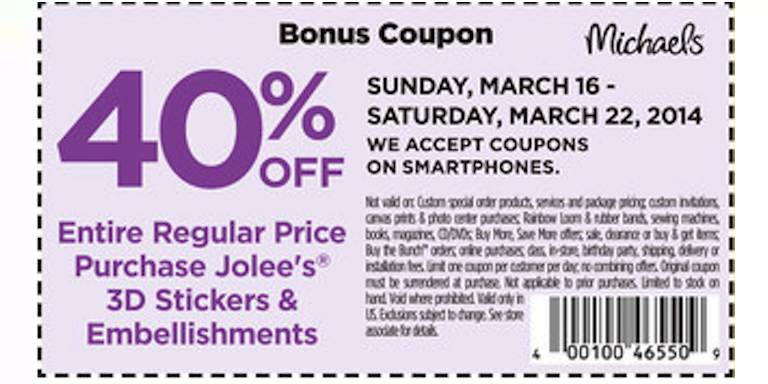 Bonus Coupon
Michaels
40% OFF
SUNDAY, MARCH 16 -
SATURDAY, MARCH 22, 2014
WE ACCEPT COUPONS
ON SMARTPHONES.
Entire Regular Price
Purchase Jolee's®
3D Stickers &
Embellishments
Not valid on: Custom special order products, services and package pricing; custom invitations,
canvas prints & photo center purchases; Rainbow Loom & rubber bands, sewing machines,
books, magazines, CD/DVDs; Buy More, Save More offers; sale, clearance or buy & get items;
Buy the Bunch™ orders; online purchases; class, in-store, birthday party, shipping, delivery or
installation fees. Limit one coupon per customer per day; no combining offers. Original coupon
must be surrendered at purchase. Not applicable to prior purchases. Limited to stock on
hand. Void where prohibited. Valid only in
US. Exclusions subject to change. See store
associate for details.
4 00100 46550 9